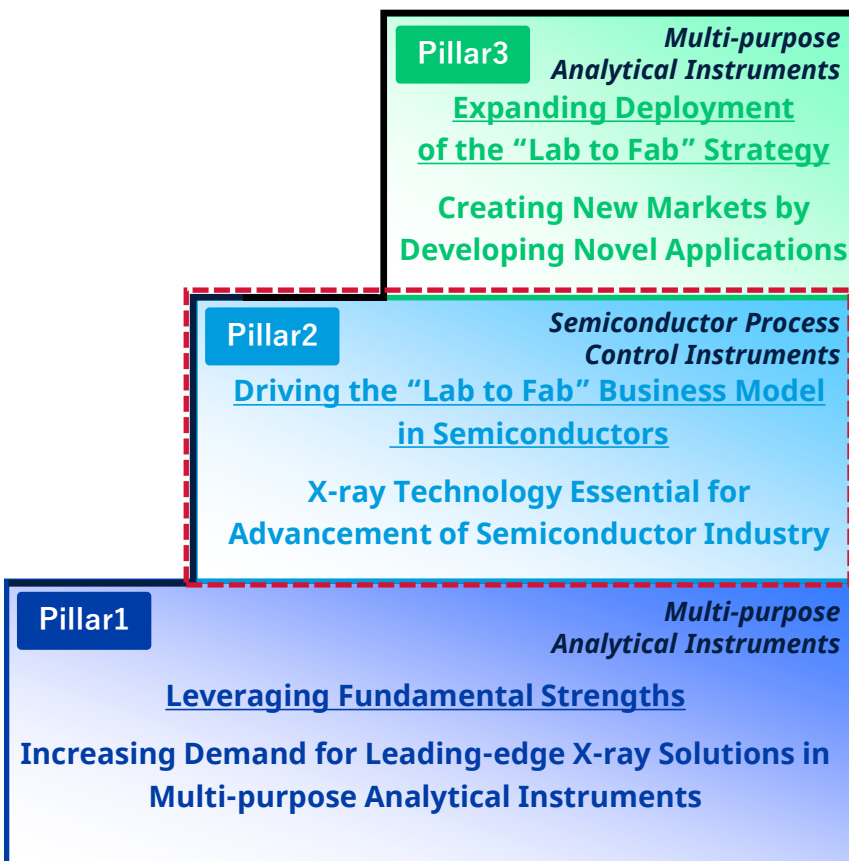 Pillar3
Multi-purpose
Analytical Instruments
Expanding Deployment
of the “Lab to Fab” Strategy
Creating New Markets by
Developing Novel Applications
Pillar2
Semiconductor Process
Control Instruments
Driving the “Lab to Fab” Business Model
in Semiconductors
X-ray Technology Essential for
Advancement of Semiconductor Industry
Pillar1
Multi-purpose
Analytical Instruments
Leveraging Fundamental Strengths
Increasing Demand for Leading-edge X-ray Solutions in
Multi-purpose Analytical Instruments